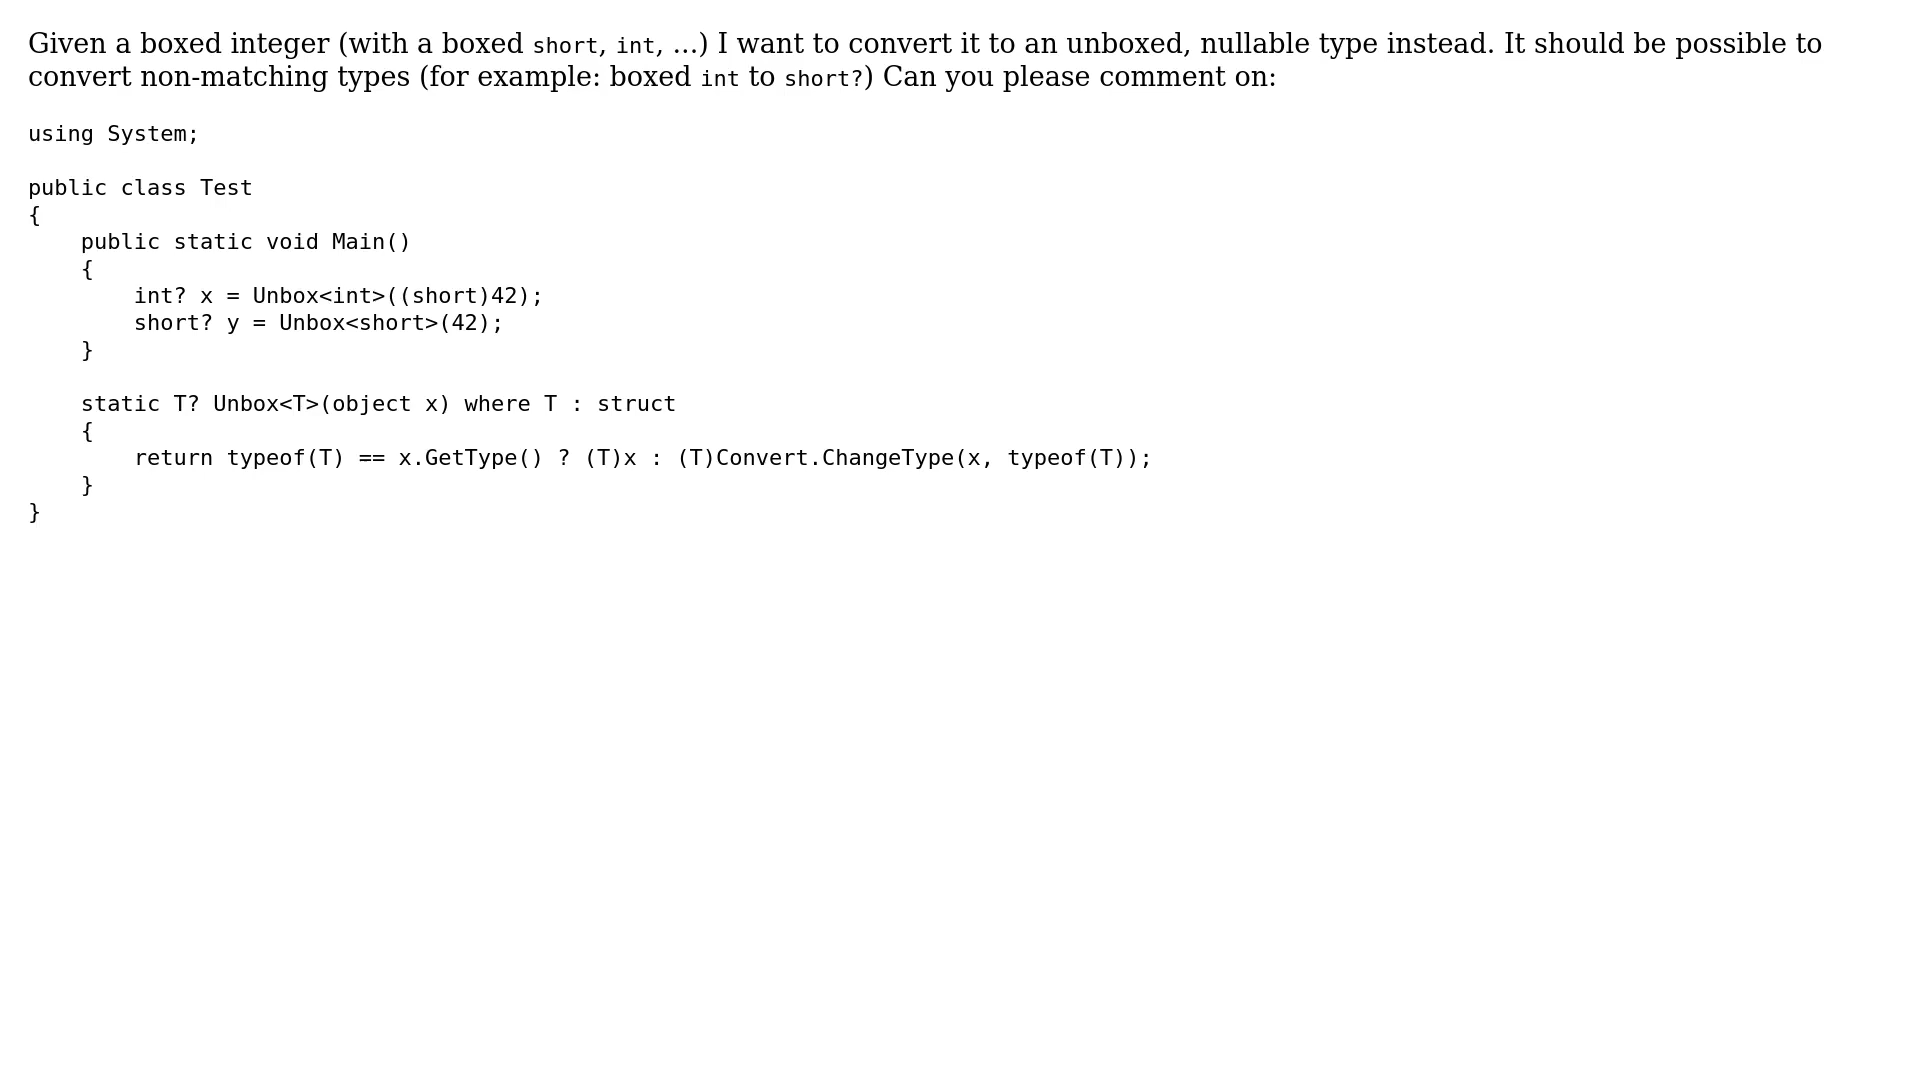 Given a boxed integer (with a boxed short, int, ...) I want to convert it to an unboxed, nullable type instead. It should be possible to
convert non-matching types (for example: boxed int to short?) Can you please comment on:
using System;
public class Test
{
    public static void Main()
    {
        int? x = Unbox<int>((short)42);
        short? y = Unbox<short>(42);
    }
    static T? Unbox<T>(object x) where T : struct
    {
        return typeof(T) == x.GetType() ? (T)x : (T)Convert.ChangeType(x, typeof(T));
    }
}